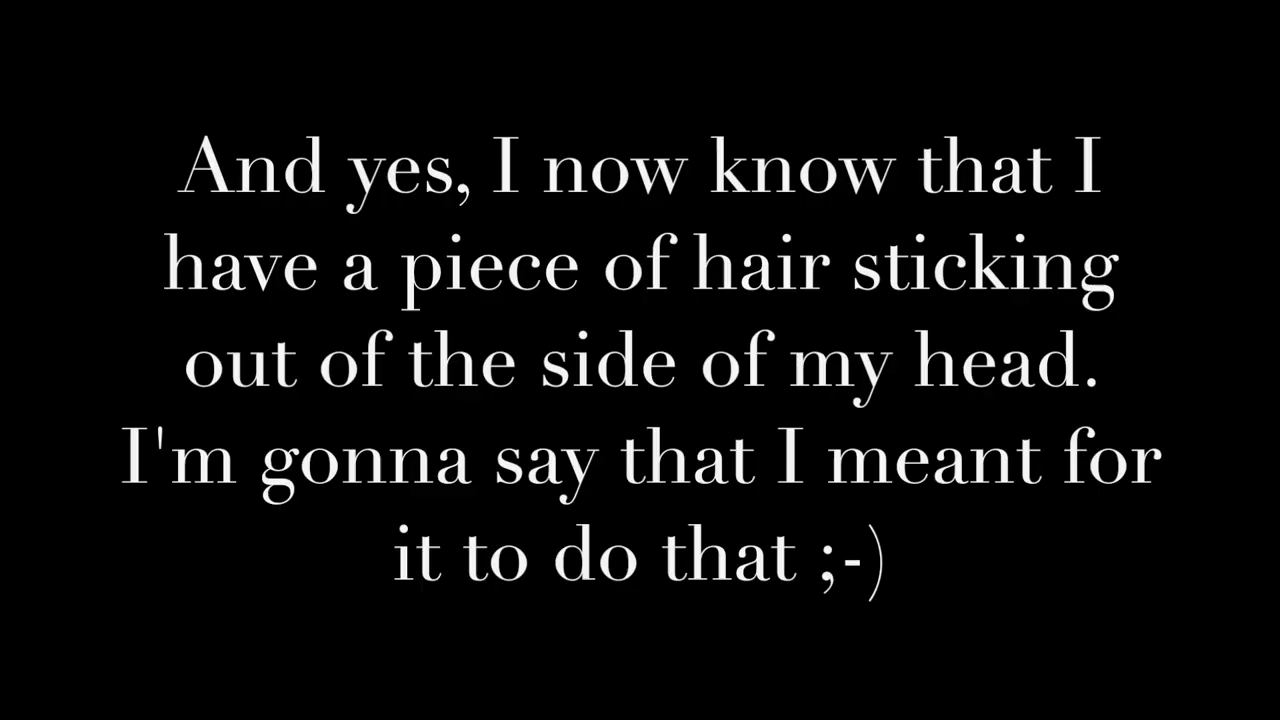 And yes, I now know that I
have a piece of hair sticking
out of the side of my head.
I'm gonna say that I meant for
it to do that ;-)